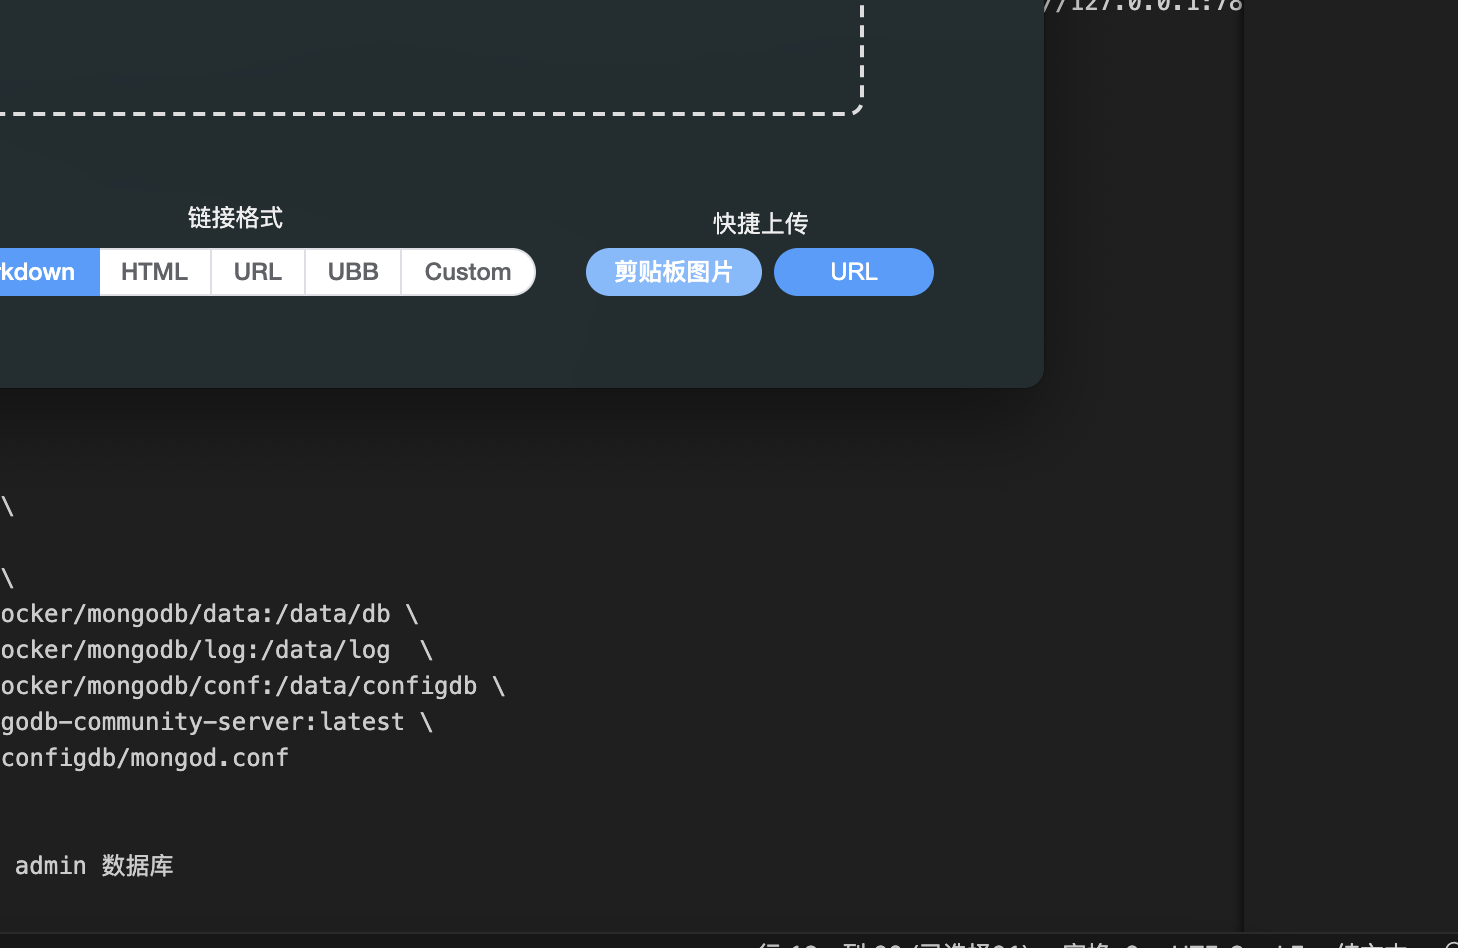 //127.0.0.1:78
链接格式
快捷上传
kdown HTML URL UBB Custom 剪贴板图片 URL
\
\
ocker/mongodb/data:/data/db \
ocker/mongodb/log:/data/log  \
ocker/mongodb/conf:/data/configdb \
godb-community-server:latest \
configdb/mongod.conf
admin 数据库